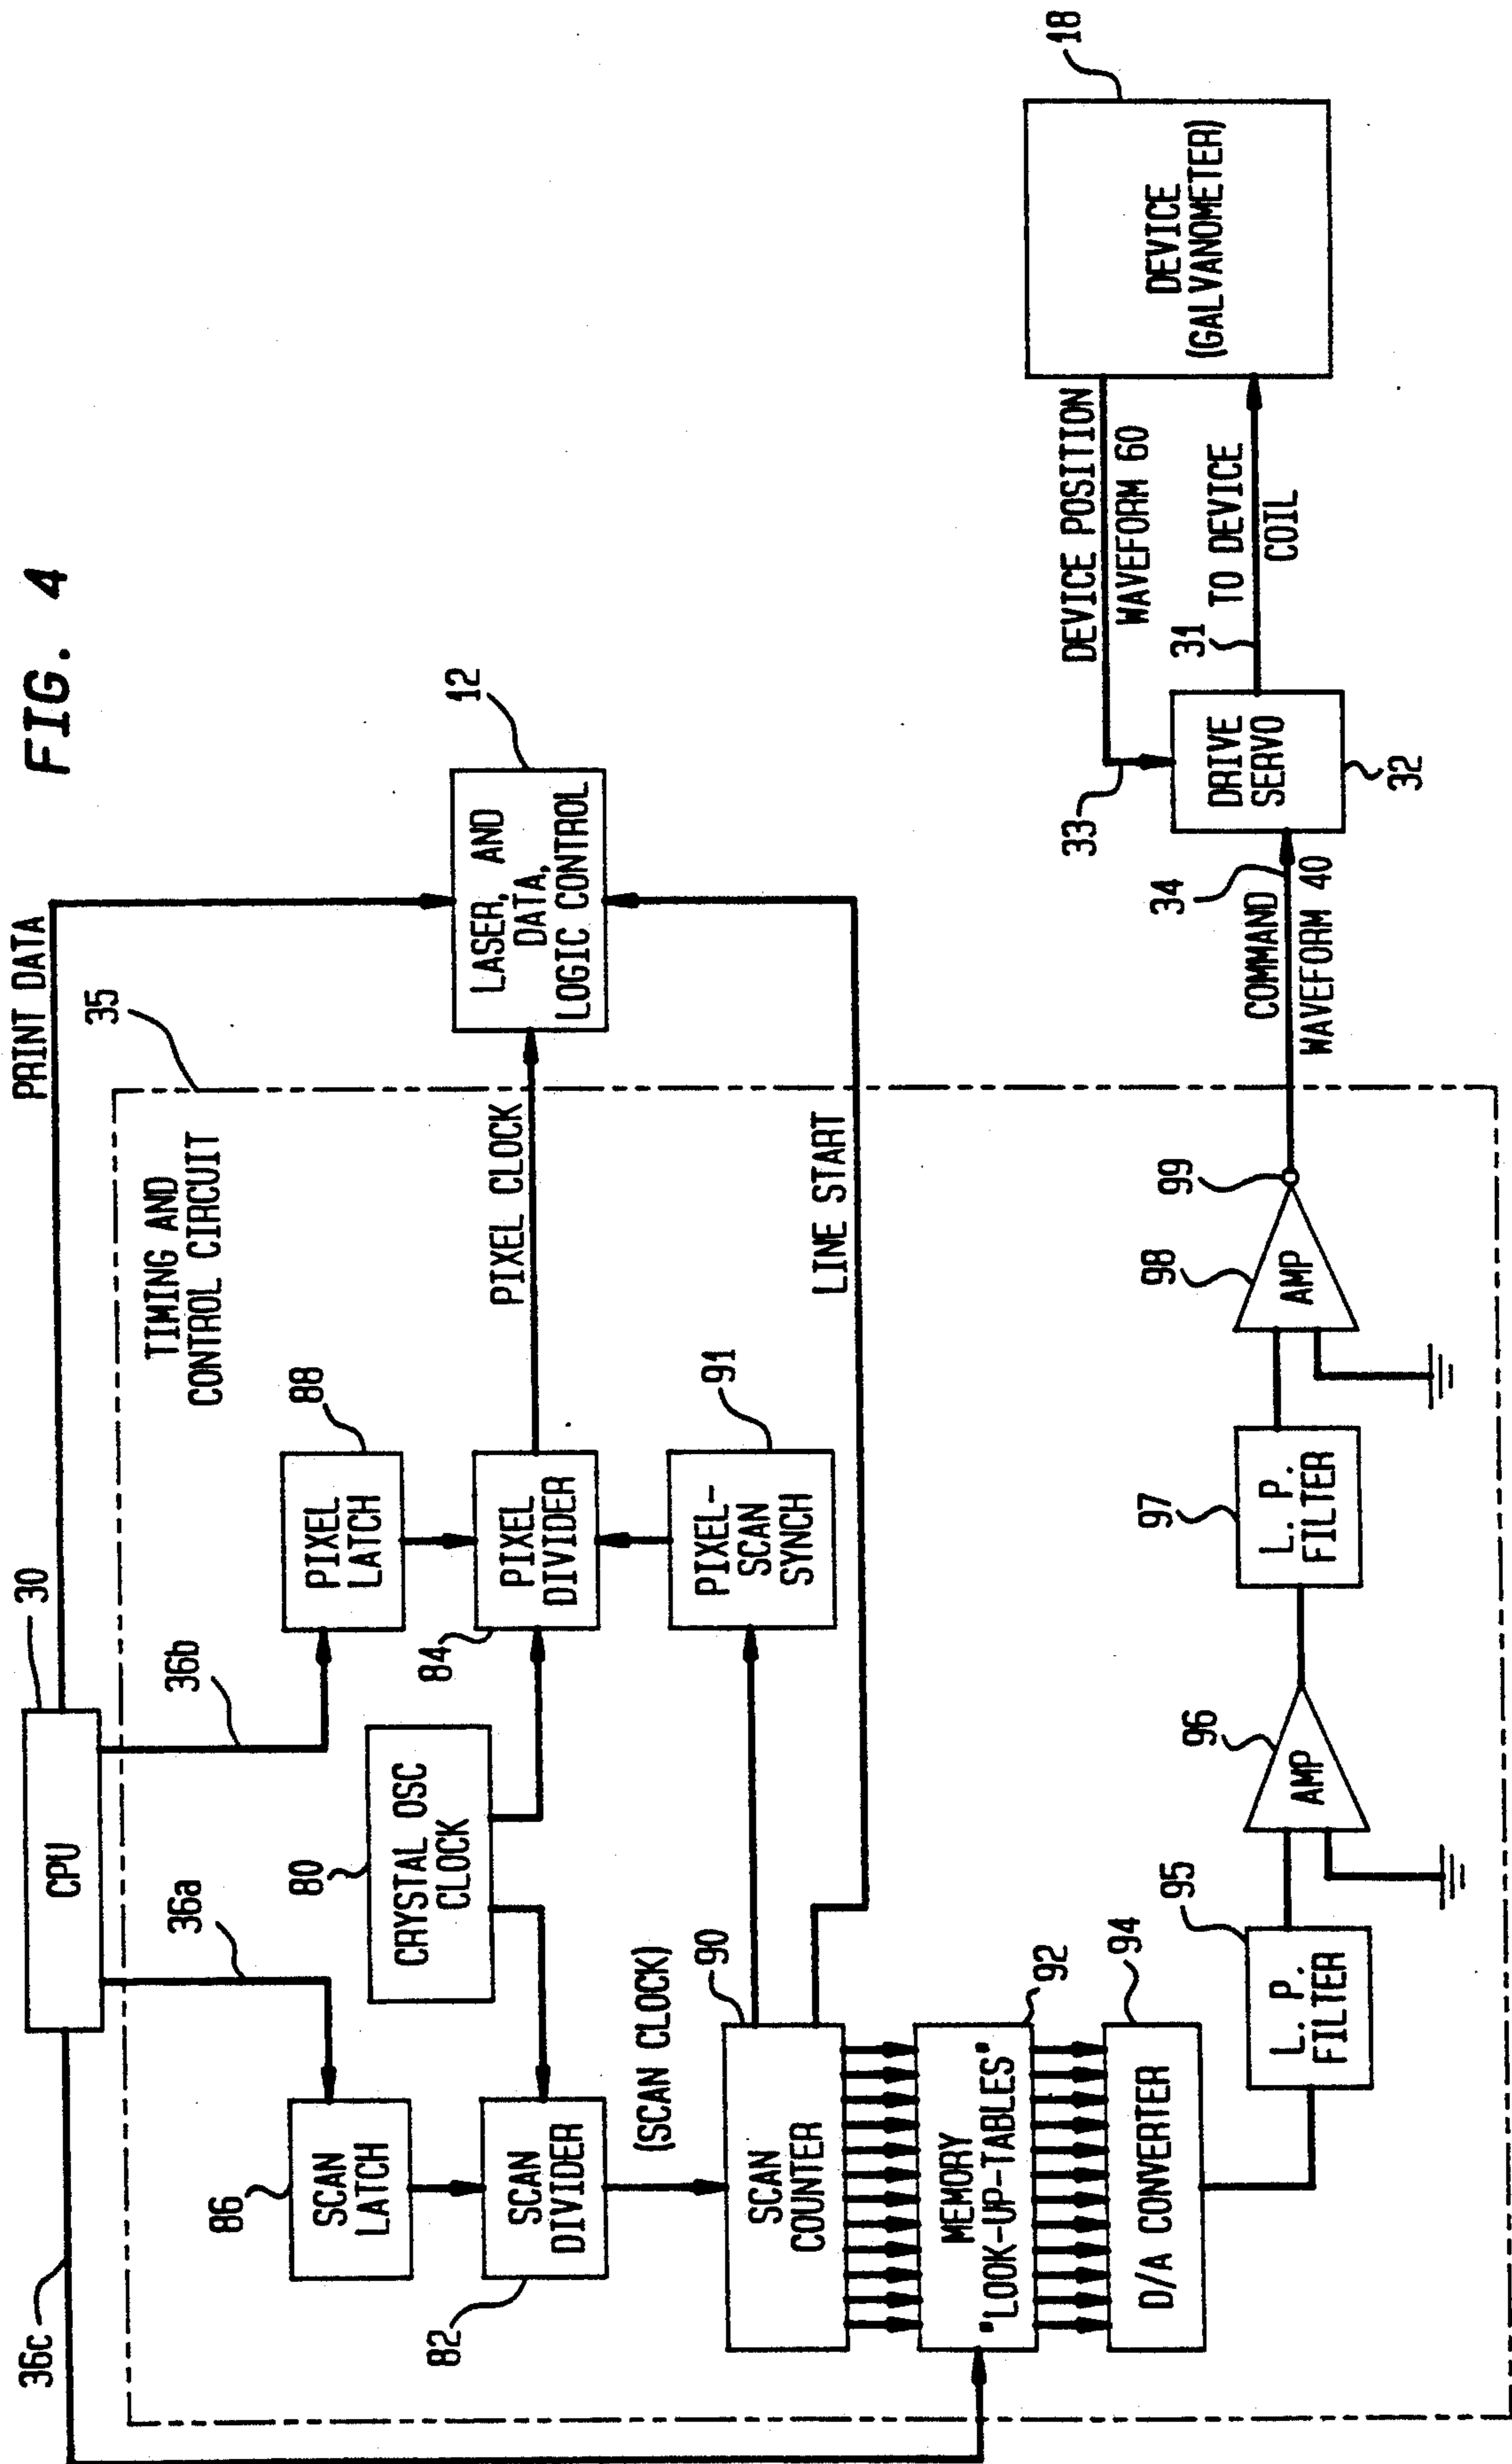 FIG. 4
30
CPU
PRINT DATA
36c
36a
36b
35
TIMING AND
CONTROL CIRCUIT
86
SCAN
LATCH
80
CRYSTAL OSC
CLOCK
88
PIXEL
LATCH
12
LASER, AND
DATA,
LOGIC CONTROL
82
SCAN
DIVIDER
84
PIXEL
DIVIDER
PIXEL CLOCK
(SCAN CLOCK)
90
SCAN
COUNTER
91
PIXEL-
SCAN
SYNCH
LINE START
92
MEMORY
"LOOK-UP-TABLES"
94
D/A CONVERTER
95
L. P.
FILTER
96
AMP
97
L. P.
FILTER
98
AMP
99
34
COMMAND
WAVEFORM 40
33
DRIVE
SERVO
32
DEVICE POSITION
WAVEFORM 60
31
TO DEVICE
COIL
18
DEVICE
(GALVANOMETER)